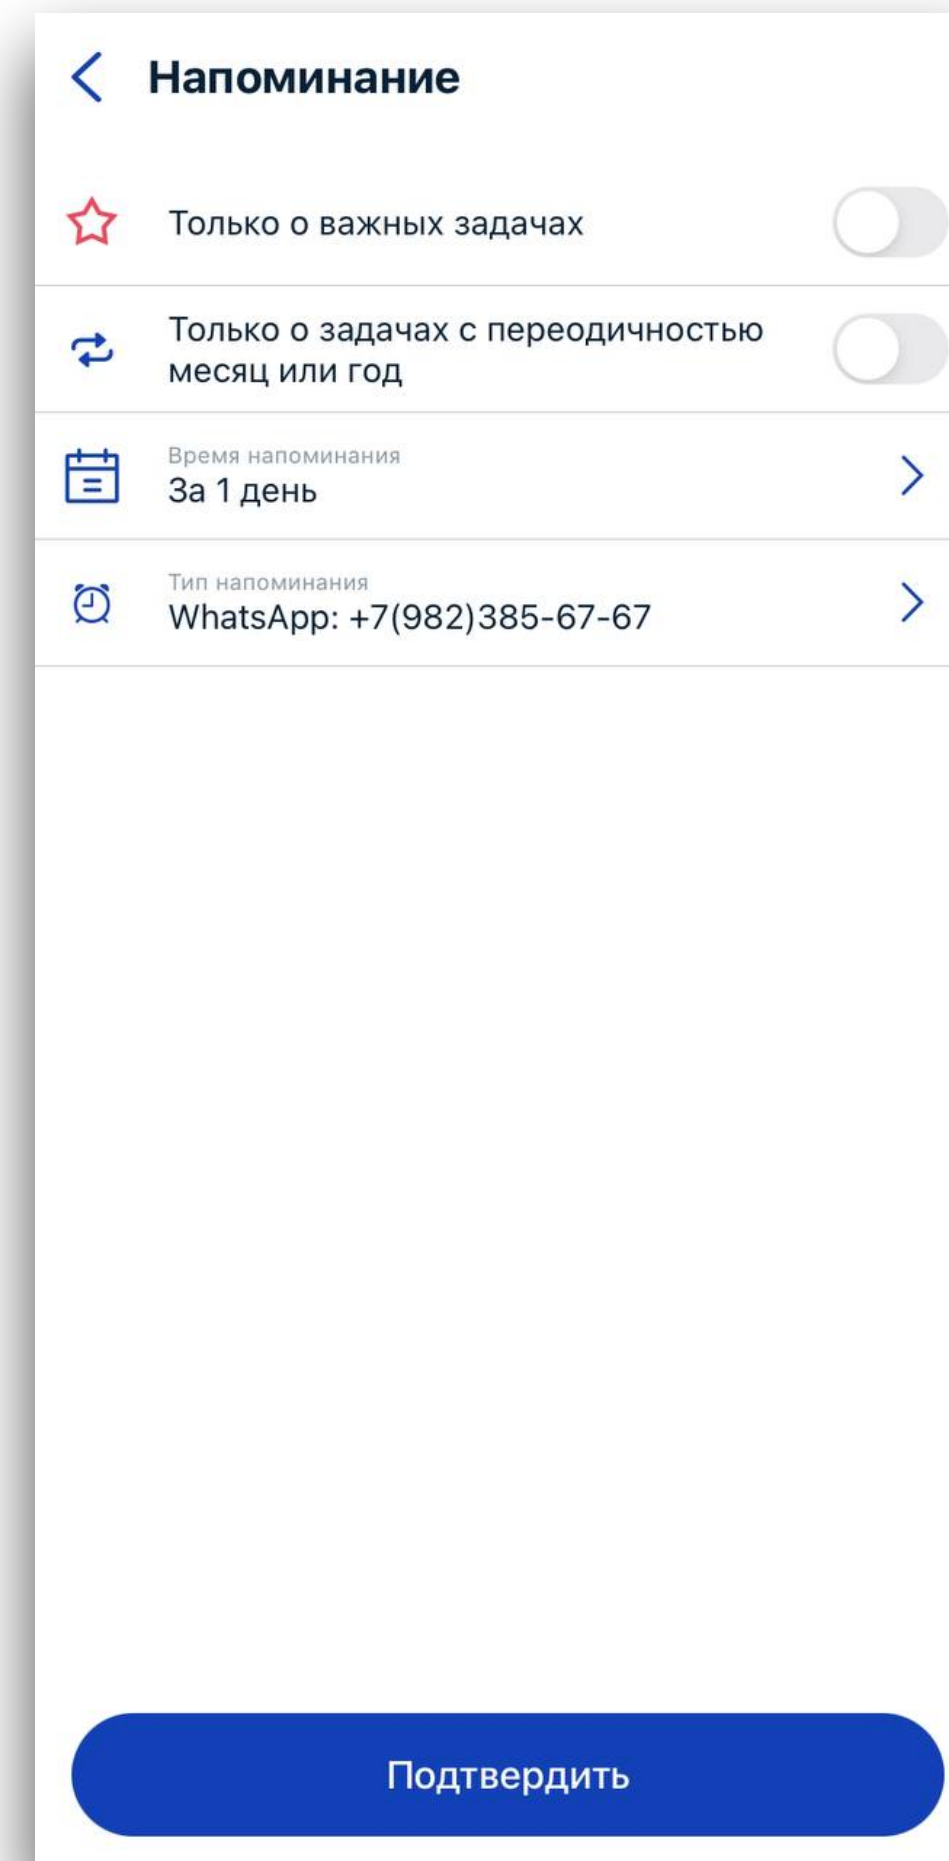 Напоминание
Только о важных задачах
Только о задачах с переодичностью
месяц или год
Время напоминания
За 1 день
Тип напоминания
WhatsApp: +7(982)385-67-67
Подтвердить